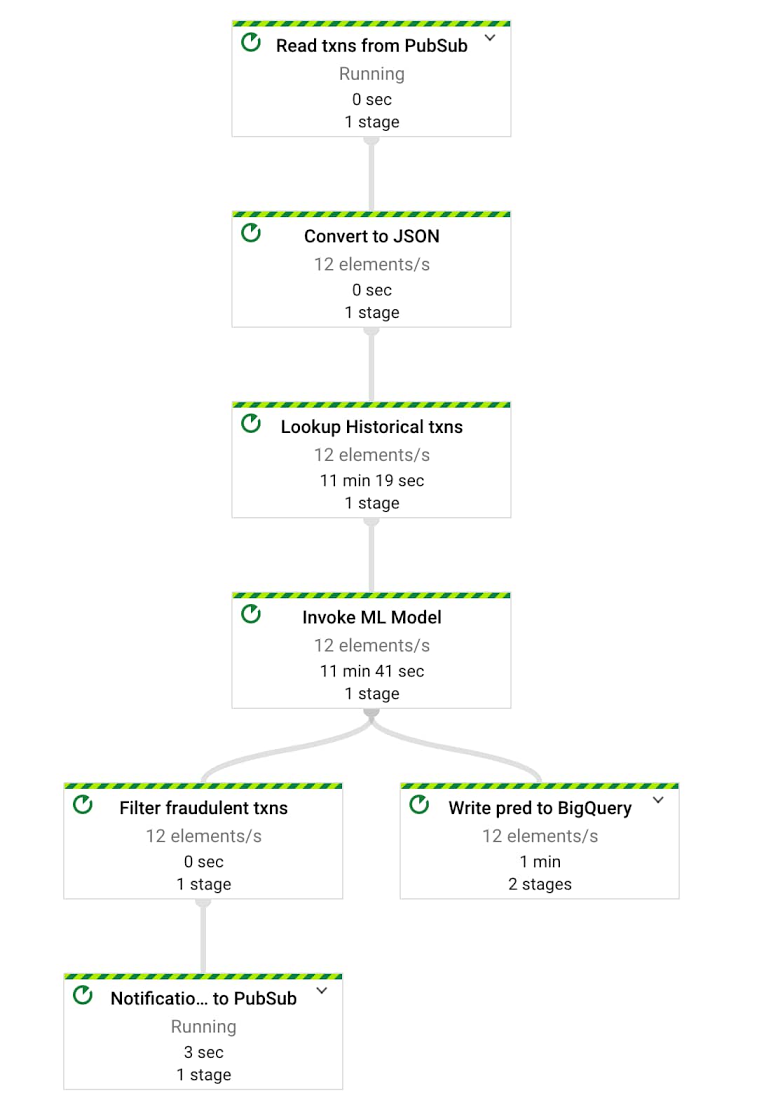 Read txns from PubSub
Running
0 sec
1 stage
Convert to JSON
12 elements/s
0 sec
1 stage
Lookup Historical txns
12 elements/s
11 min 19 sec
1 stage
Invoke ML Model
12 elements/s
11 min 41 sec
1 stage
Filter fraudulent txns
12 elements/s
0 sec
1 stage
Write pred to BigQuery
12 elements/s
1 min
2 stages
Notificatio... to PubSub
Running
3 sec
1 stage